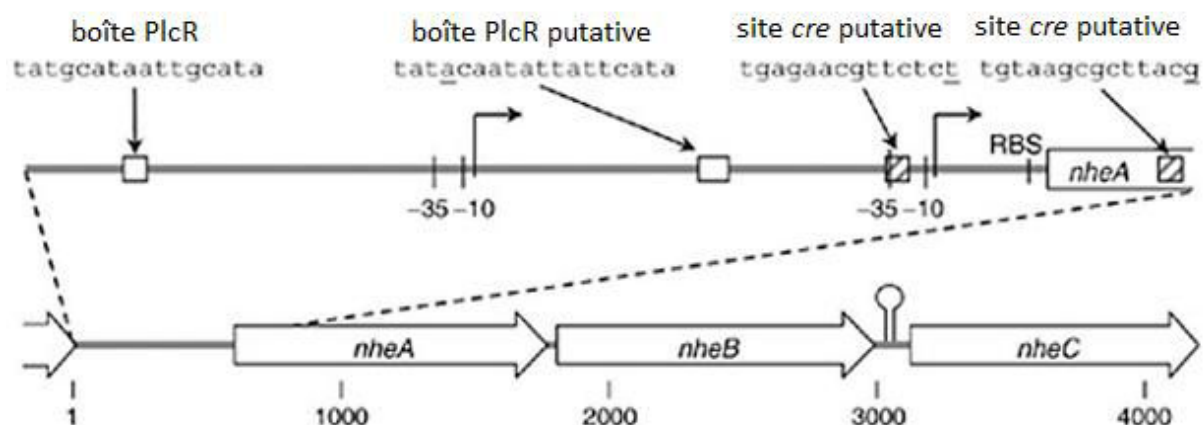 boîte PlcR boîte PlcR putative site cre putative site cre putative
tatgcataattgcata tatacaatattattcata tgagaacgttctct tgtaagcgcttacg
RBS
nheA
−35 −10 −35 −10
nheA nheB nheC
1 1000 2000 3000 4000